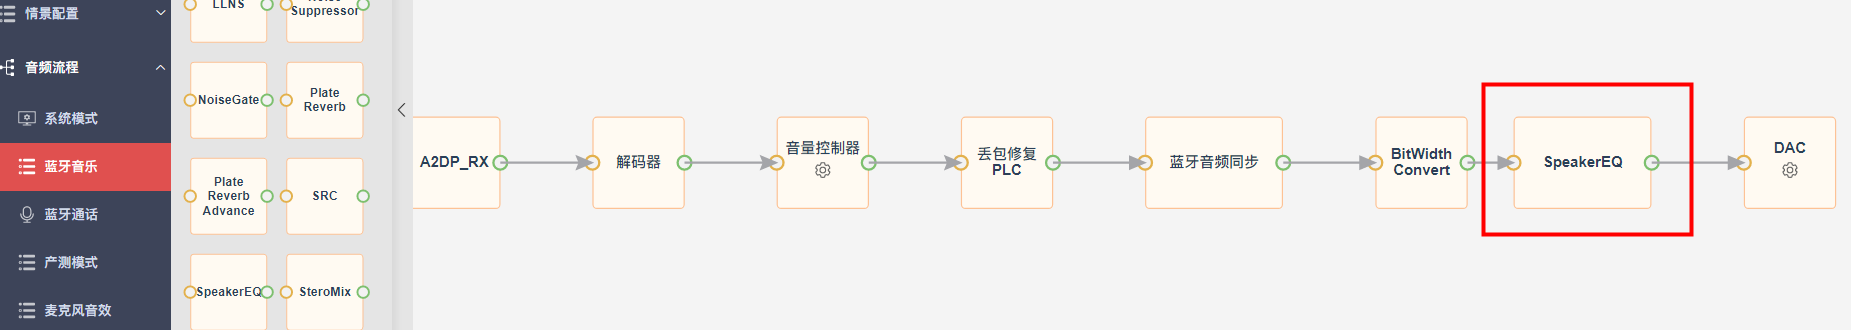 情景配置
音频流程
系统模式
蓝牙音乐
蓝牙通话
产测模式
麦克风音效
LLNS
Suppressor
NoiseGate
Plate
Reverb
Plate
Reverb
Advance
SRC
SpeakerEQ
SteroMix
A2DP_RX
解码器
音量控制器
丢包修复
PLC
蓝牙音频同步
BitWidth
Convert
SpeakerEQ
DAC